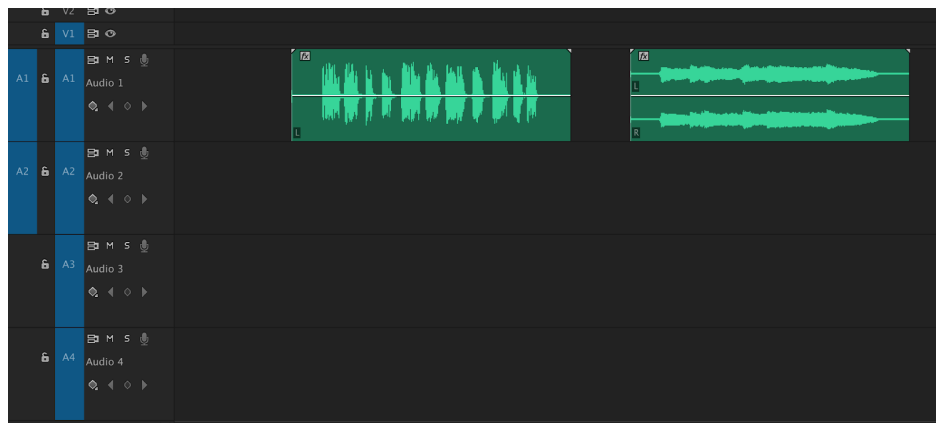 V2
V1
A1 A1 M S
Audio 1
fx
L
fx
L
R
A2 A2 M S
Audio 2
A3 M S
Audio 3
A4 M S
Audio 4